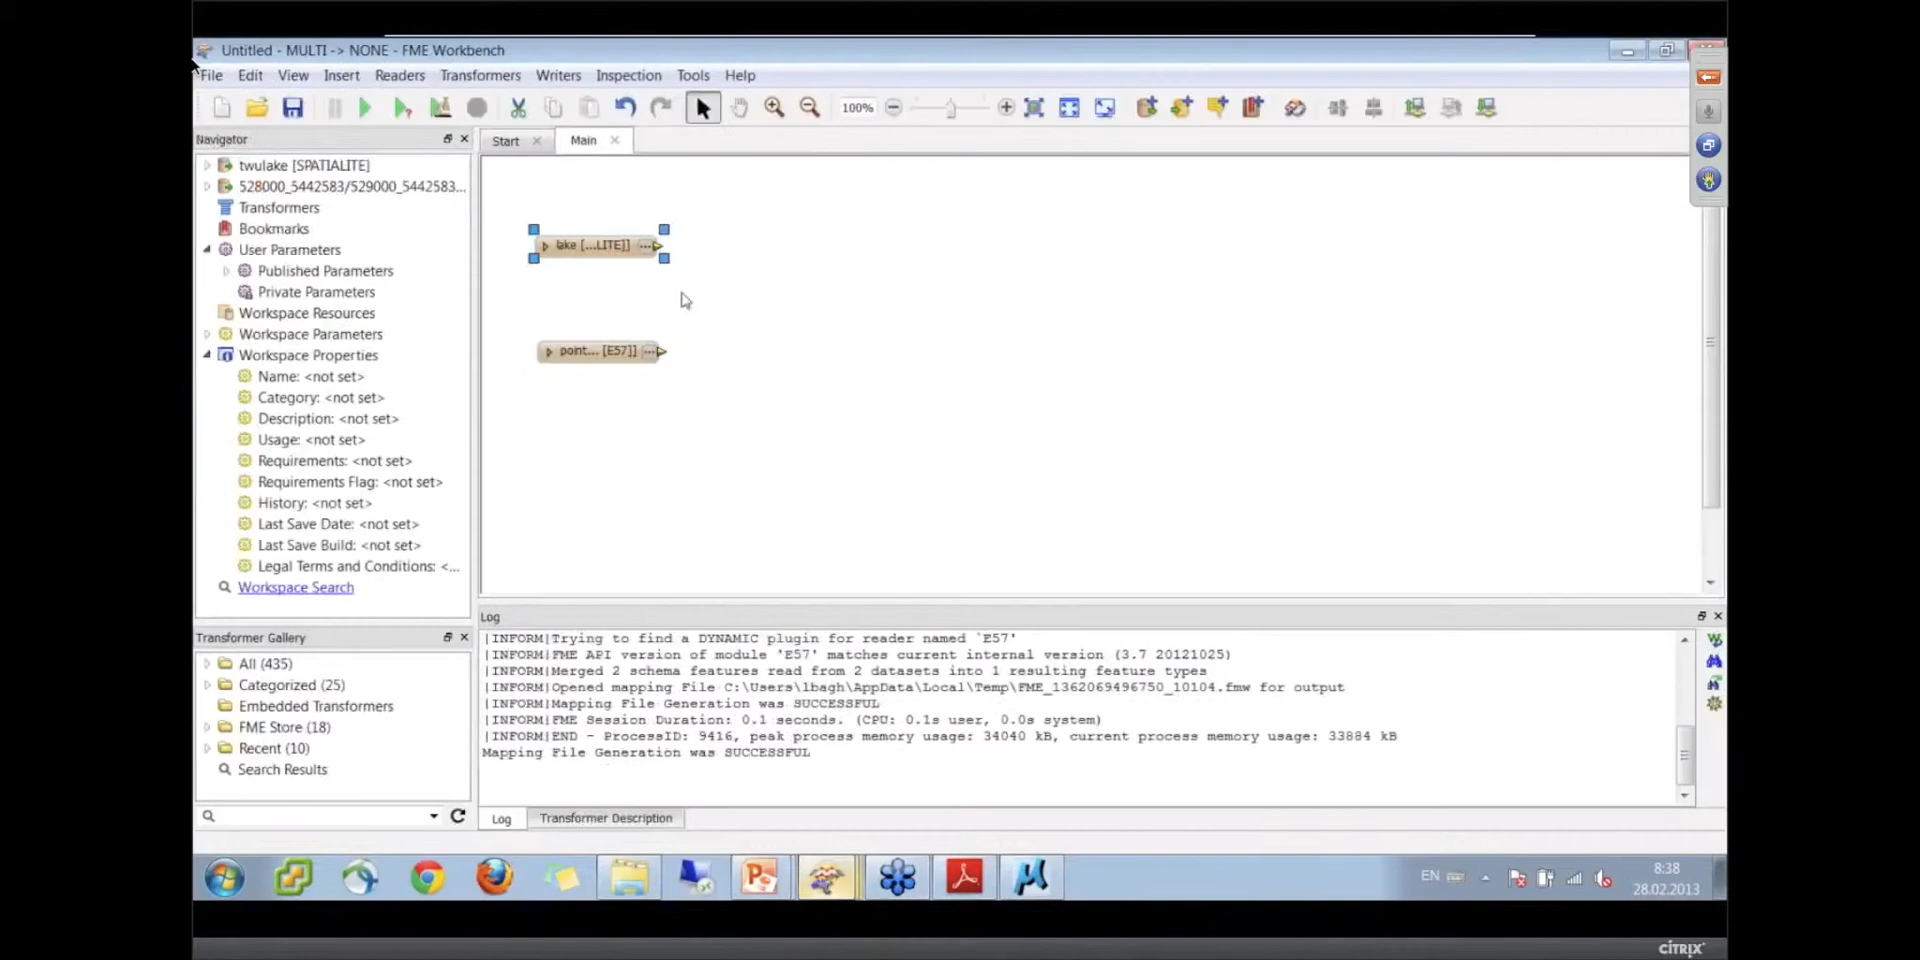 Untitled - MULTI -> NONE - FME Workbench
File Edit View Insert Readers Transformers Writers Inspection Tools Help
100%
Navigator
Start
Main
twulake [SPATIALITE]
528000_5442583/529000_5442583...
Transformers
Bookmarks
User Parameters
Published Parameters
Private Parameters
Workspace Resources
Workspace Parameters
Workspace Properties
Name: <not set>
Category: <not set>
Description: <not set>
Usage: <not set>
Requirements: <not set>
Requirements Flag: <not set>
History: <not set>
Last Save Date: <not set>
Last Save Build: <not set>
Legal Terms and Conditions: <...
Workspace Search
lake [...LITE]]
point... [E57]]
Transformer Gallery
All (435)
Categorized (25)
Embedded Transformers
FME Store (18)
Recent (10)
Search Results
Log
|INFORM|Trying to find a DYNAMIC plugin for reader named `E57'
|INFORM|FME API version of module 'E57' matches current internal version (3.7 20121025)
|INFORM|Merged 2 schema features read from 2 datasets into 1 resulting feature types
|INFORM|Opened mapping File C:\Users\lbagh\AppData\Local\Temp\FME_1362069496750_10104.fmw for output
|INFORM|Mapping File Generation was SUCCESSFUL
|INFORM|FME Session Duration: 0.1 seconds. (CPU: 0.1s user, 0.0s system)
|INFORM|END - ProcessID: 9416, peak process memory usage: 34040 kB, current process memory usage: 33884 kB
Mapping File Generation was SUCCESSFUL
Log
Transformer Description
EN
8:38
28.02.2013
CITRIX